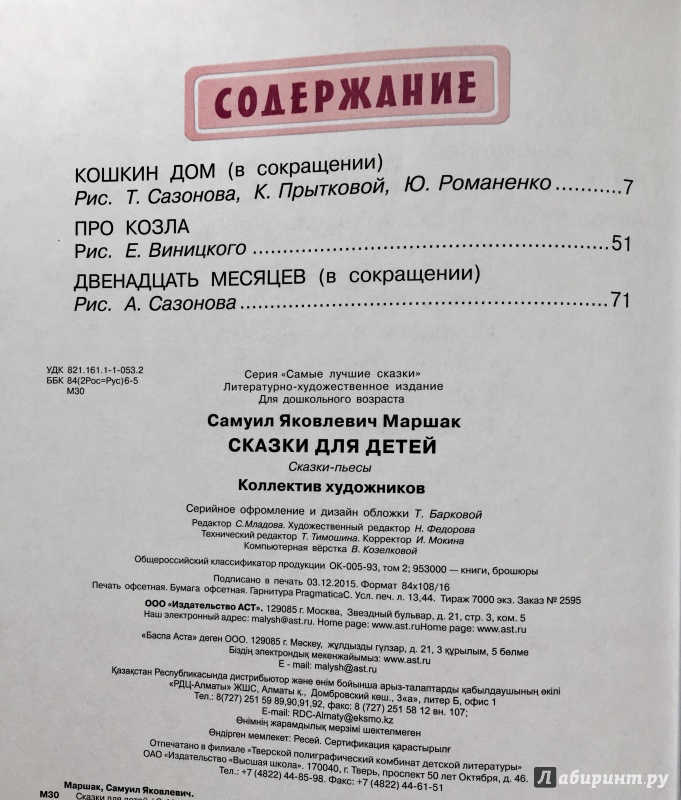 СОДЕРЖАНИЕ
КОШКИН ДОМ (в сокращении)
Рис. Т. Сазонова, К. Прытковой, Ю. Романенко..........7
ПРО КОЗЛА
Рис. Е. Виницкого..........51
ДВЕНАДЦАТЬ МЕСЯЦЕВ (в сокращении)
Рис. А. Сазонова..........71
УДК 821.161.1-1-053.2
ББК 84(2Рос=Рус)6-5
М30
Серия «Самые лучшие сказки»
Литературно-художественное издание
Для дошкольного возраста
Самуил Яковлевич Маршак
СКАЗКИ ДЛЯ ДЕТЕЙ
Сказки-пьесы
Коллектив художников
Серийное офромление и дизайн обложки Т. Барковой
Редактор С.Младова. Художественный редактор Н. Федорова
Технический редактор Т. Тимошина. Корректор И. Мокина
Компьютерная вёрстка В. Козелковой
Общероссийский классификатор продукции ОК-005-93, том 2; 953000 — книги, брошюры
Подписано в печать 03.12.2015. Формат 84х108/16
Печать офсетная. Бумага офсетная. Гарнитура PragmaticaC. Усл. печ. л. 13,44. Тираж 7000 экз. Заказ № 2595
ООО «Издательство АСТ». 129085 г. Москва, Звездный бульвар, д. 21, стр. 3, ком. 5
Наш электронный адрес: malysh@ast.ru. Home page: www.ast.ruHome page: www.ast.ru
«Баспа Аста» деген ООО. 129085 г. Мəскеу, жұлдызды гүлзар, д. 21, 3 құрылым, 5 бөлме
Біздің электрондық мекенжайымыз: www.ast.ru
E - mail: malysh@ast.ru
Қазақстан Республикасында дистрибьютор жəне өнім бойынша арыз-талаптарды қабылдаушының өкілі
«РДЦ-Алматы» ЖШС, Алматы қ., Домбровский көш., 3«а», литер Б, офис 1
Тел.: 8(727) 251 59 89,90,91,92, факс: 8 (727) 251 58 12 вн. 107;
E-mail: RDC-Almaty@eksmo.kz
Өнімнің жарамдылық мерзімі шектелмеген
Өндірген мемлекет: Ресей. Сертификация қарастырылғ
Отпечатано в филиале «Тверской полиграфический комбинат детской литературы»
ОАО «Издательство «Высшая школа». 170040, г. Тверь, проспект 50 лет Октября, д. 46.
Тел.: +7 (4822) 44-85-98. Факс: +7 (4822) 44-61-51
Маршак, Самуил Яковлевич.
М30 Сказки для детей
Лабиринт.ру